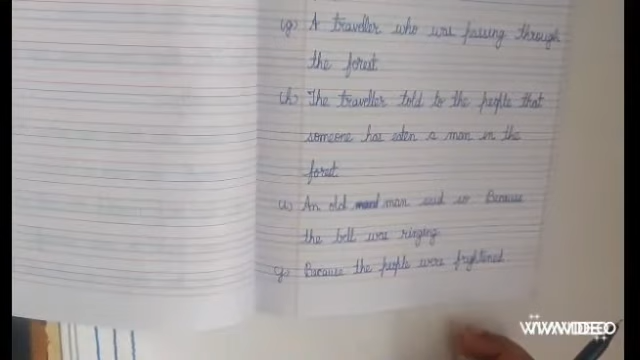 (g) A traveller who was passing through
the forest
(h) The traveller told to the people that
someone has eaten a man in the
forest.
(i) An old man said so Because
the bell was ringing
(j) Because the people were frightened
VIVAVIDEO